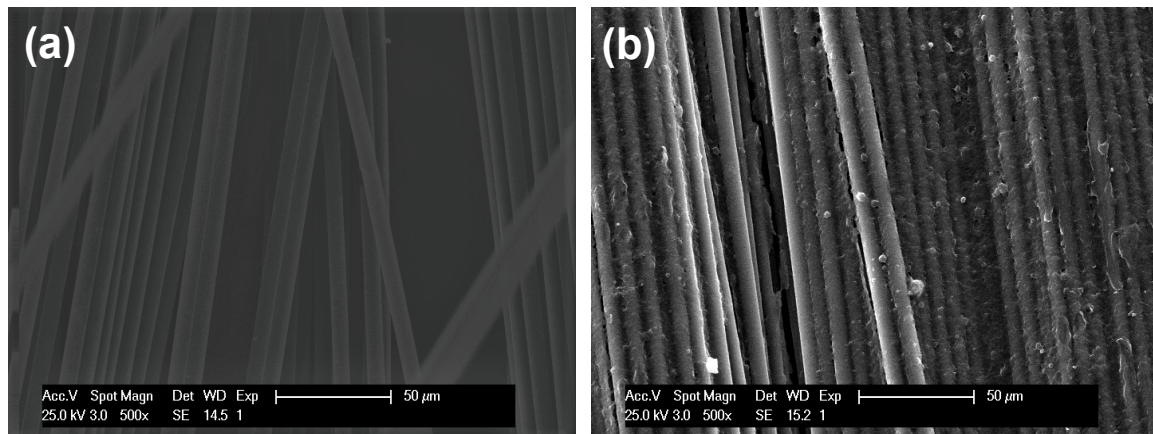 (a)
Acc.V Spot Magn Det WD Exp 50 µm
25.0 kV 3.0 500x SE 14.5 1
(b)
Acc.V Spot Magn Det WD Exp 50 µm
25.0 kV 3.0 500x SE 15.2 1